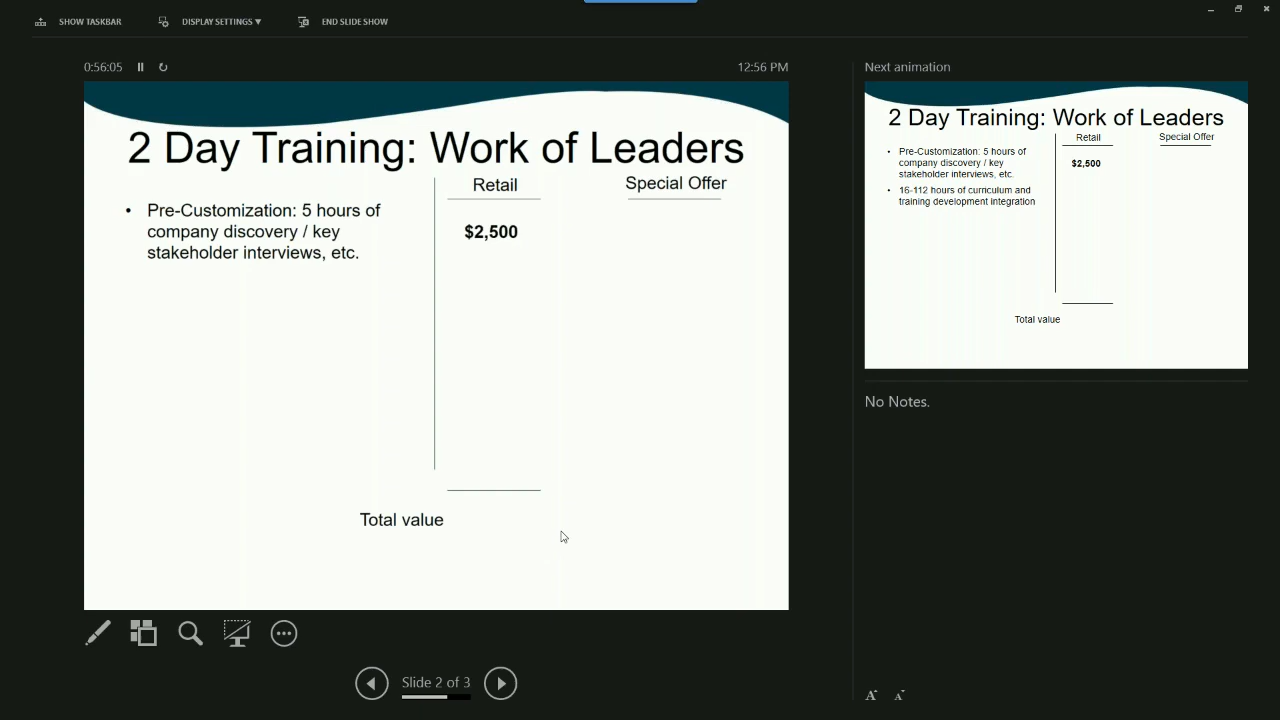 SHOW TASKBAR
DISPLAY SETTINGS ▼
END SLIDE SHOW
0:56:05
12:56 PM
2 Day Training: Work of Leaders
Retail
Special Offer
• Pre-Customization: 5 hours of
company discovery / key
stakeholder interviews, etc.
$2,500
Total value
Slide 2 of 3
Next animation
2 Day Training: Work of Leaders
Retail
Special Offer
• Pre-Customization: 5 hours of
company discovery / key
stakeholder interviews, etc.
$2,500
• 16-112 hours of curriculum and
training development integration
Total value
No Notes.
A A